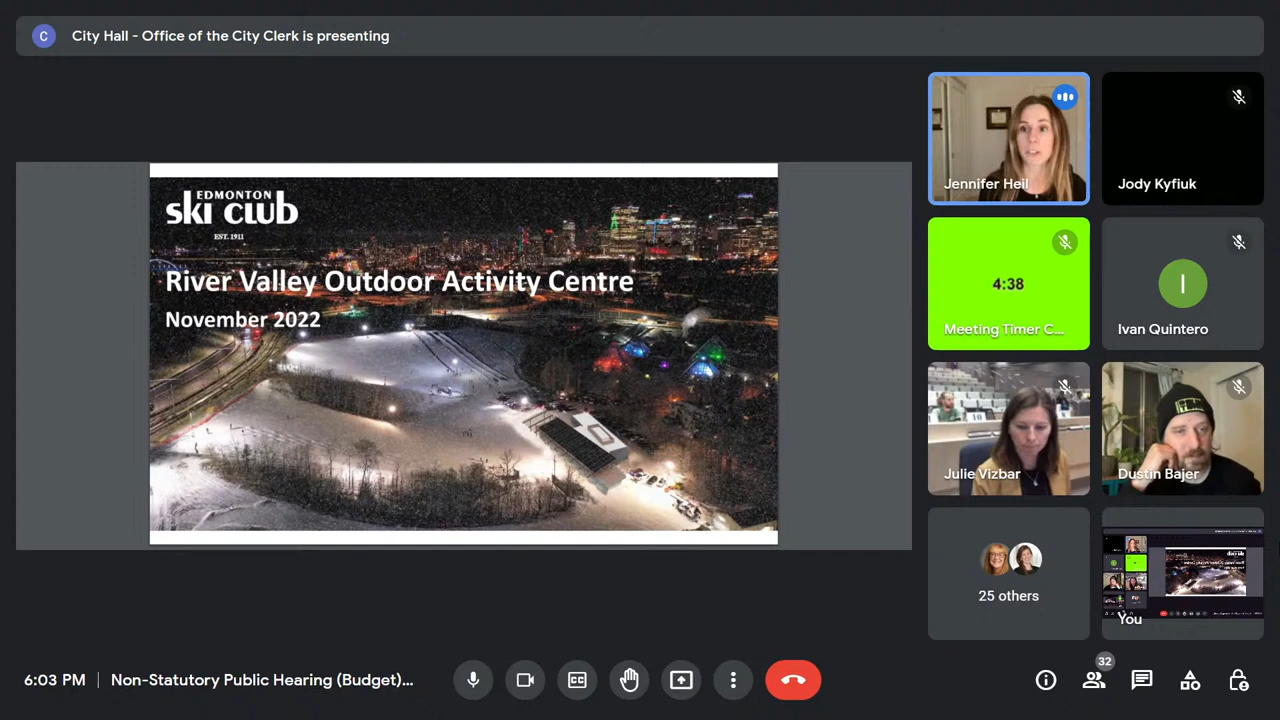 C
City Hall - Office of the City Clerk is presenting
EDMONTON
ski club
EST. 1911
River Valley Outdoor Activity Centre
November 2022
Jennifer Heil
Jody Kyfiuk
4:38
Meeting Timer C...
I
Ivan Quintero
Julie Vizbar
Dustin Bajer
25 others
You
6:03 PM
Non-Statutory Public Hearing (Budget)...
32